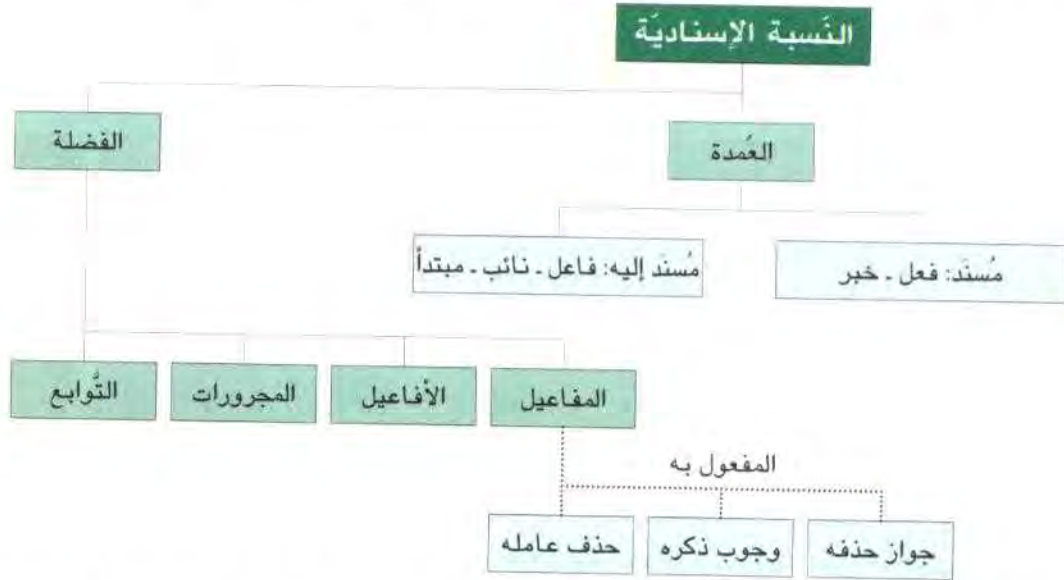 النّسبة الإسناديّة
العُمدة
الفضلة
مُسنَد: فعل ـ خبر
مُسنَد إليه: فاعل ـ نائب ـ مبتدأ
المفاعيل
الأفاعيل
المجرورات
التَّوابع
المفعول به
جواز حذفه
وجوب ذكره
حذف عامله